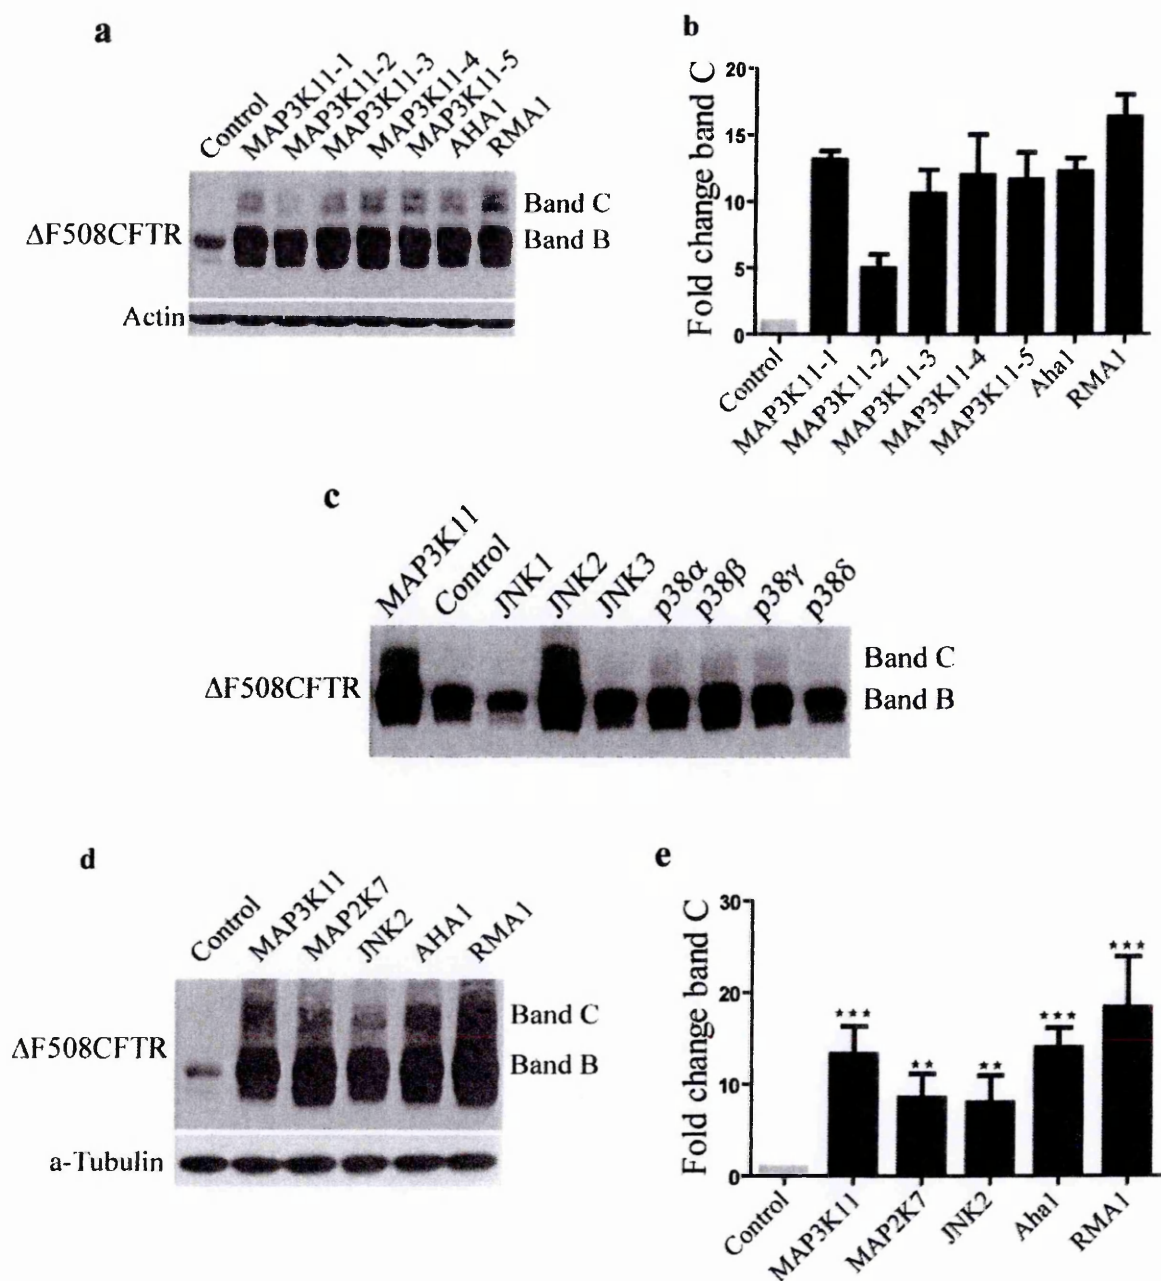 a
Control
MAP3K11-1
MAP3K11-2
MAP3K11-3
MAP3K11-4
MAP3K11-5
AHA1
RMA1
Band C
ΔF508CFTR
Band B
Actin
b
Fold change band C
20
15
10
5
0
Control
MAP3K11-1
MAP3K11-2
MAP3K11-3
MAP3K11-4
MAP3K11-5
Aha1
RMA1
c
MAP3K11
Control
JNK1
JNK2
JNK3
p38α
p38β
p38γ
p38δ
Band C
ΔF508CFTR
Band B
d
Control
MAP3K11
MAP2K7
JNK2
AHA1
RMA1
Band C
ΔF508CFTR
Band B
a-Tubulin
e
Fold change band C
30
20
10
0
***
**
**
***
***
Control
MAP3K11
MAP2K7
JNK2
Aha1
RMA1